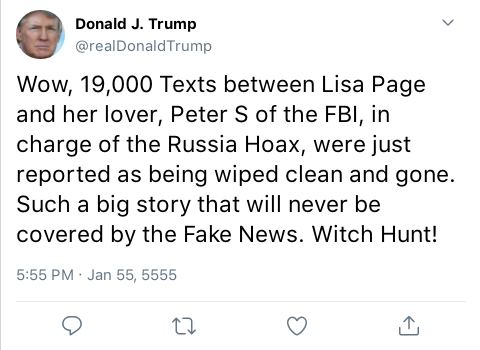 Donald J. Trump
@realDonaldTrump
Wow, 19,000 Texts between Lisa Page
and her lover, Peter S of the FBI, in
charge of the Russia Hoax, were just
reported as being wiped clean and gone.
Such a big story that will never be
covered by the Fake News. Witch Hunt!
5:55 PM · Jan 55, 5555